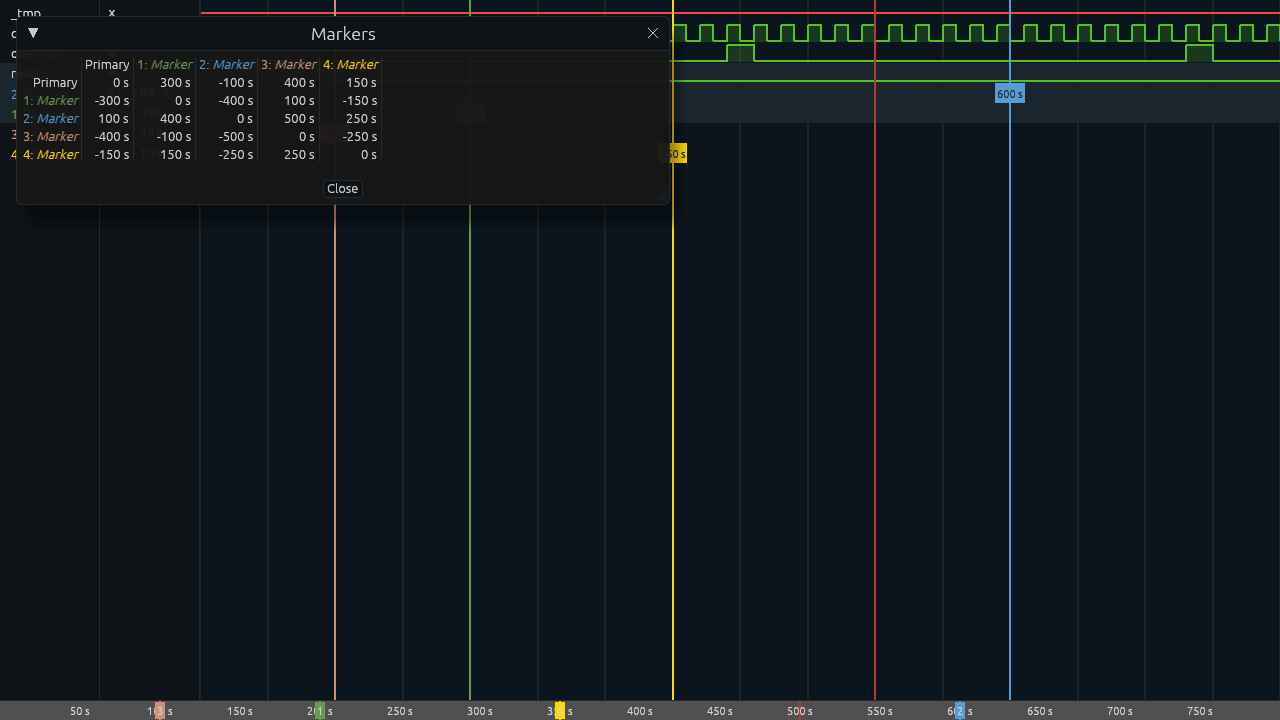 _tmp x
Markers
Primary 1: Marker 2: Marker 3: Marker 4: Marker
Primary 0 s 300 s -100 s 400 s 150 s
1: Marker -300 s 0 s -400 s 100 s -150 s
2: Marker 100 s 400 s 0 s 500 s 250 s
3: Marker -400 s -100 s -500 s 0 s -250 s
4: Marker -150 s 150 s -250 s 250 s 0 s
Close
600 s
50 s 3 s 150 s 1 s 250 s 300 s s 400 s 450 s 500 s 550 s 2 s 650 s 700 s 750 s